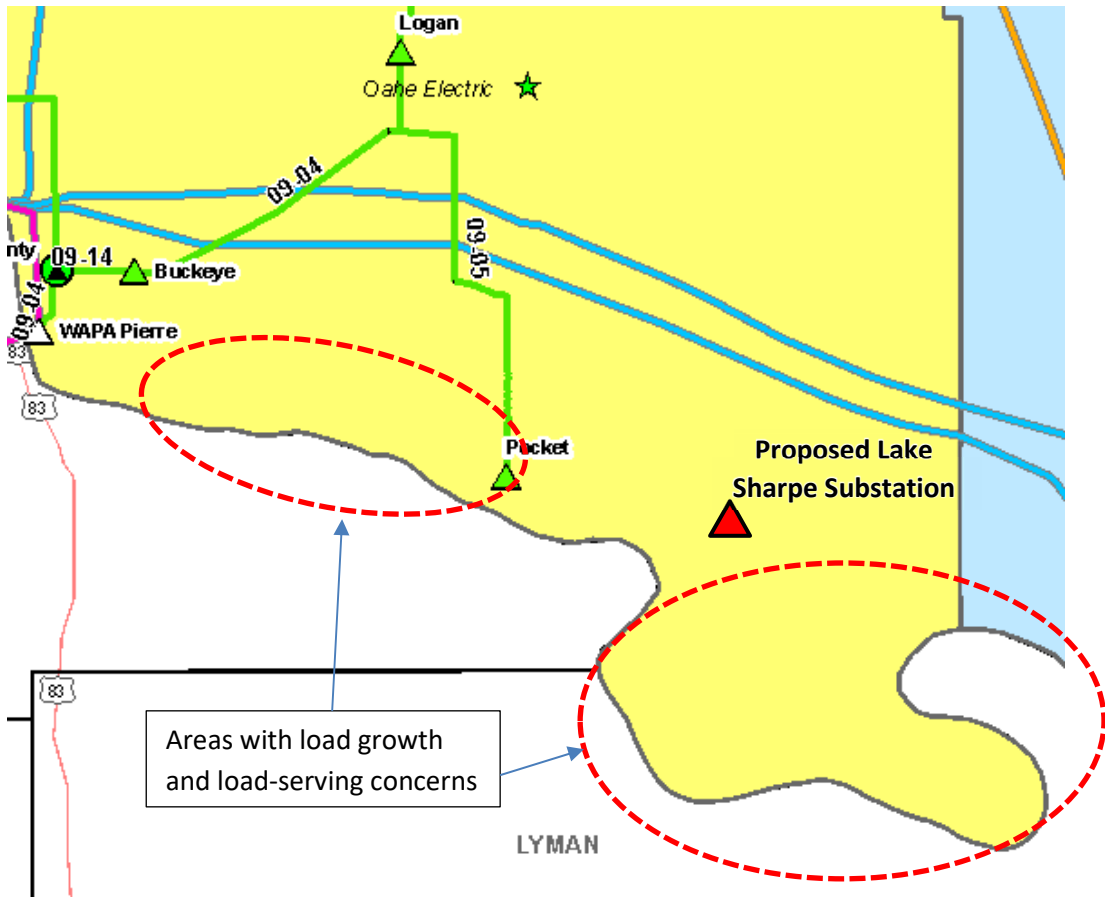 Logan
Oahe Electric
09-04
09-05
nty
09-14
Buckeye
09-04
WAPA Pierre
83
83
Pocket
Proposed Lake
Sharpe Substation
83
Areas with load growth
and load-serving concerns
LYMAN